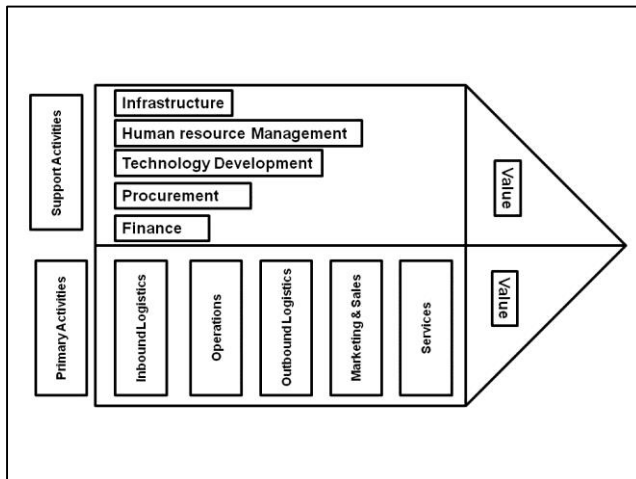 Support Activities
Infrastructure
Human resource Management
Technology Development
Procurement
Finance
Value
Primary Activities
Inbound Logistics
Operations
Outbound Logistics
Marketing & Sales
Services
Value